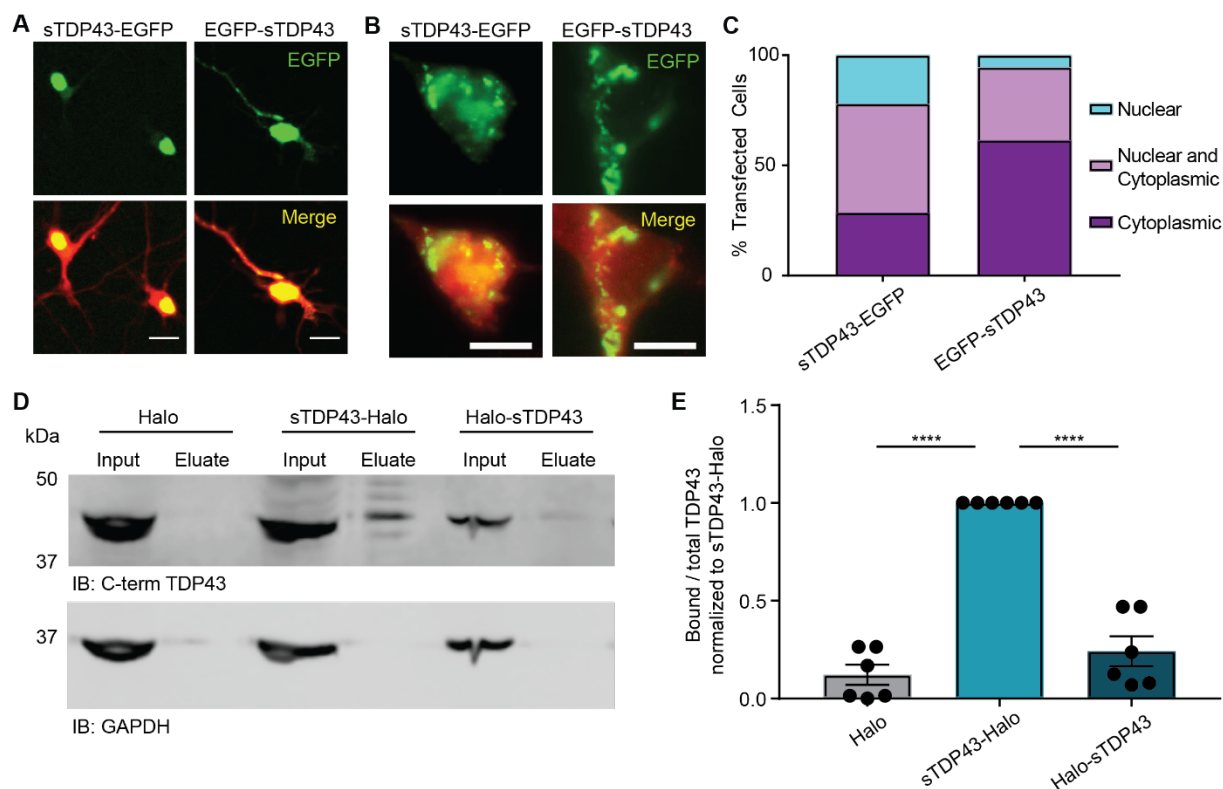 A
sTDP43-EGFP
EGFP-sTDP43
EGFP
Merge
B
sTDP43-EGFP
EGFP-sTDP43
EGFP
Merge
C
% Transfected Cells
100
50
0
sTDP43-EGFP
EGFP-sTDP43
Nuclear
Nuclear and
Cytoplasmic
Cytoplasmic
D
Halo
sTDP43-Halo
Halo-sTDP43
kDa
Input
Eluate
Input
Eluate
Input
Eluate
50
37
IB: C-term TDP43
37
IB: GAPDH
E
Bound / total TDP43
normalized to sTDP43-Halo
1.5
1.0
0.5
0.0
****
****
Halo
sTDP43-Halo
Halo-sTDP43